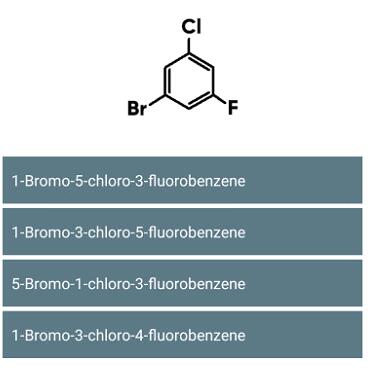 Cl
Br
F
1-Bromo-5-chloro-3-fluorobenzene
1-Bromo-3-chloro-5-fluorobenzene
5-Bromo-1-chloro-3-fluorobenzene
1-Bromo-3-chloro-4-fluorobenzene